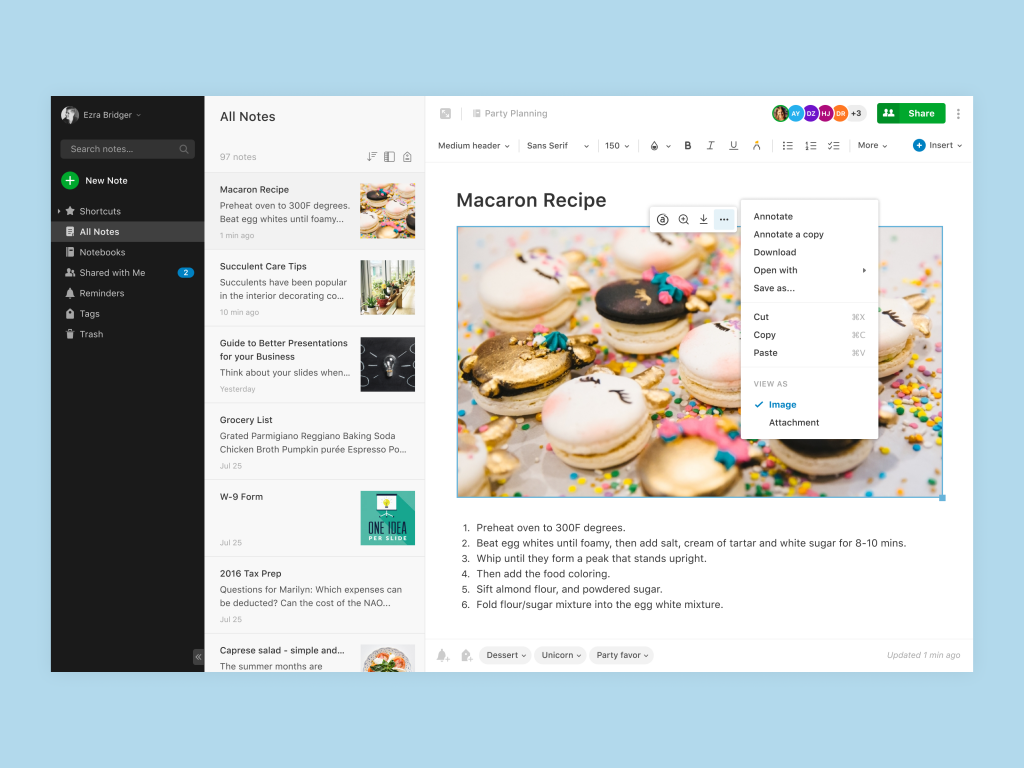 Ezra Bridger
Search notes...
New Note
Shortcuts
All Notes
Notebooks
Shared with Me 2
Reminders
Tags
Trash
All Notes
97 notes
Macaron Recipe
Preheat oven to 300F degrees.
Beat egg whites until foamy...
1 min ago
Succulent Care Tips
Succulents have been popular
in the interior decorating co...
10 min ago
Guide to Better Presentations
for your Business
Think about your slides when...
Yesterday
Grocery List
Grated Parmigiano Reggiano Baking Soda
Chicken Broth Pumpkin purée Espresso Po...
Jul 25
W-9 Form
ONE IDEA
PER SLIDE
Jul 25
2016 Tax Prep
Questions for Marilyn: Which expenses can
be deducted? Can the cost of the NAO...
Jul 25
Caprese salad - simple and...
The summer months are
Party Planning
AY DZ HJ DR +3
Share
Medium header
Sans Serif
150
B I U A
More
Insert
Macaron Recipe
a
Annotate
Annotate a copy
Download
Open with
Save as...
Cut ⌘X
Copy ⌘C
Paste ⌘V
VIEW AS
Image
Attachment
1. Preheat oven to 300F degrees.
2. Beat egg whites until foamy, then add salt, cream of tartar and white sugar for 8-10 mins.
3. Whip until they form a peak that stands upright.
4. Then add the food coloring.
5. Sift almond flour, and powdered sugar.
6. Fold flour/sugar mixture into the egg white mixture.
Dessert
Unicorn
Party favor
Updated 1 min ago